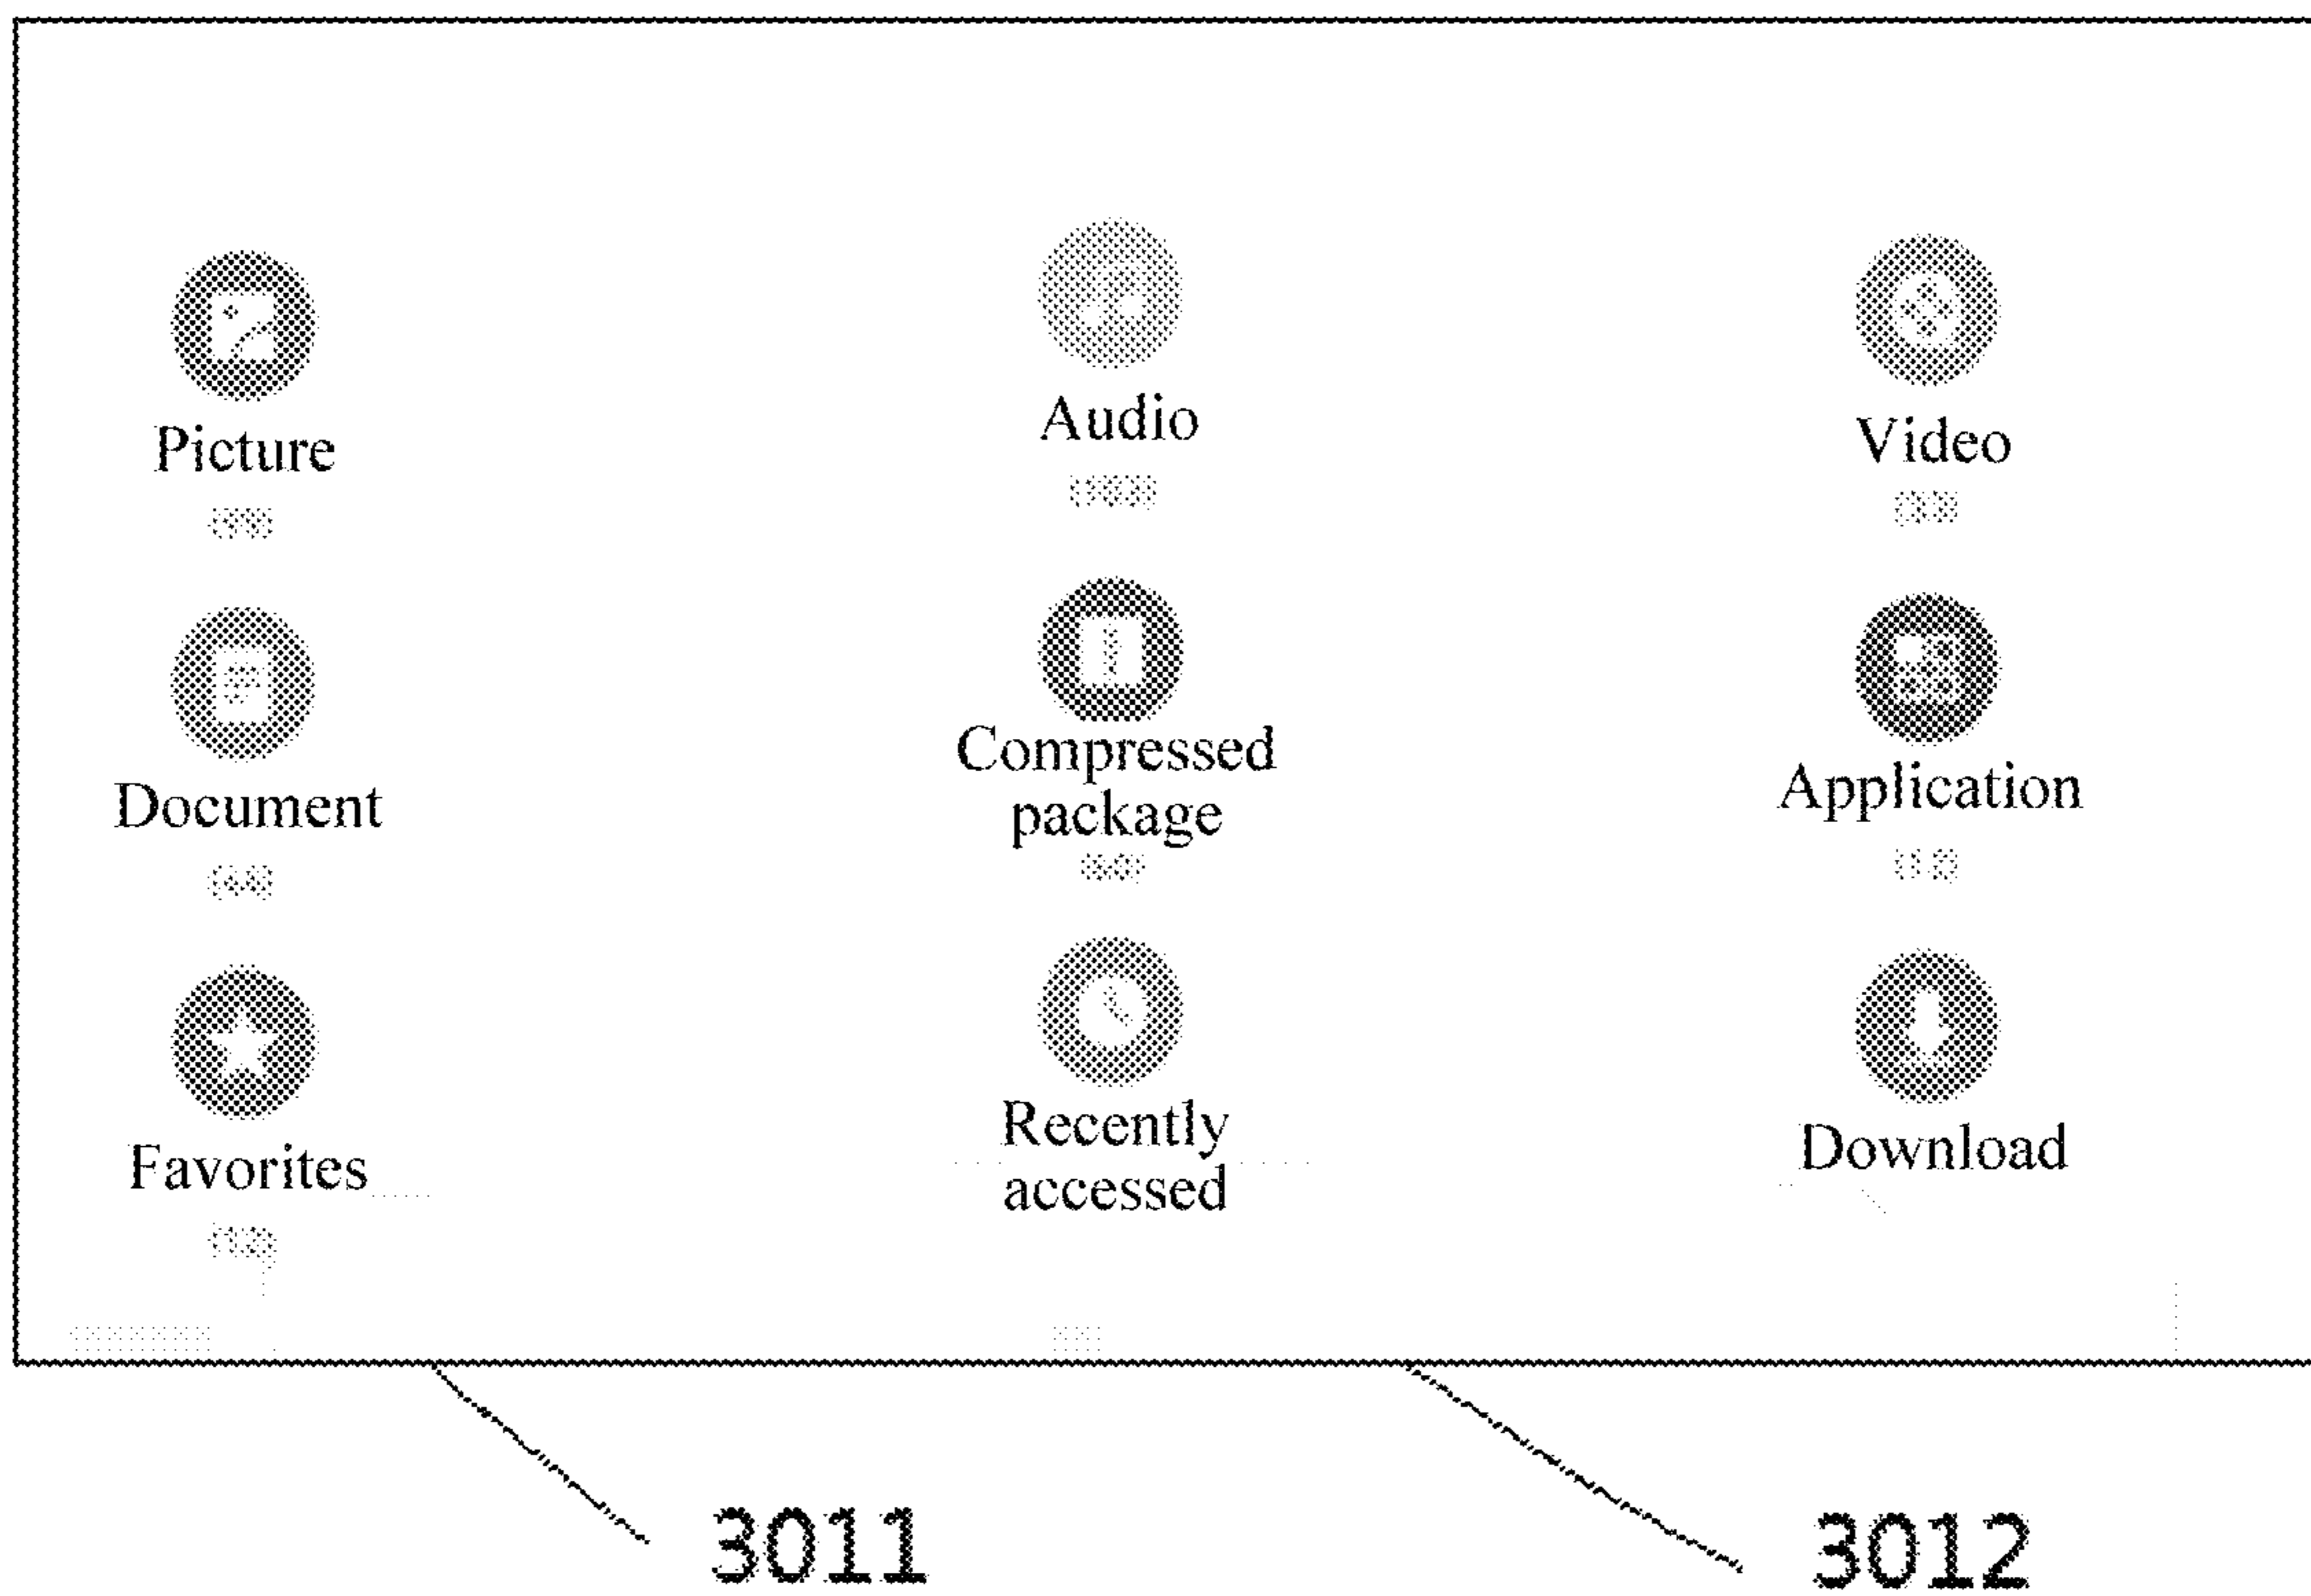 Picture
Audio
Video
Document
Compressed
package
Application
Favorites
Recently
accessed
Download
3011
3012